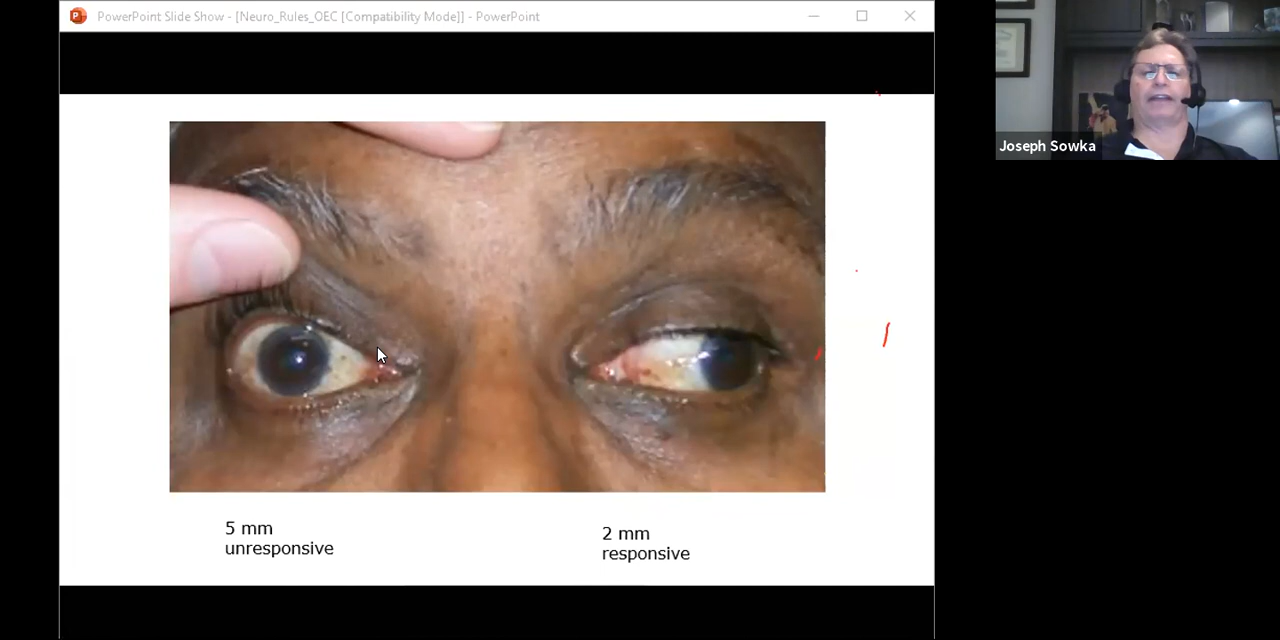 PowerPoint Slide Show - [Neuro_Rules_OEC [Compatibility Mode]] - PowerPoint
Joseph Sowka
5 mm
unresponsive
2 mm
responsive